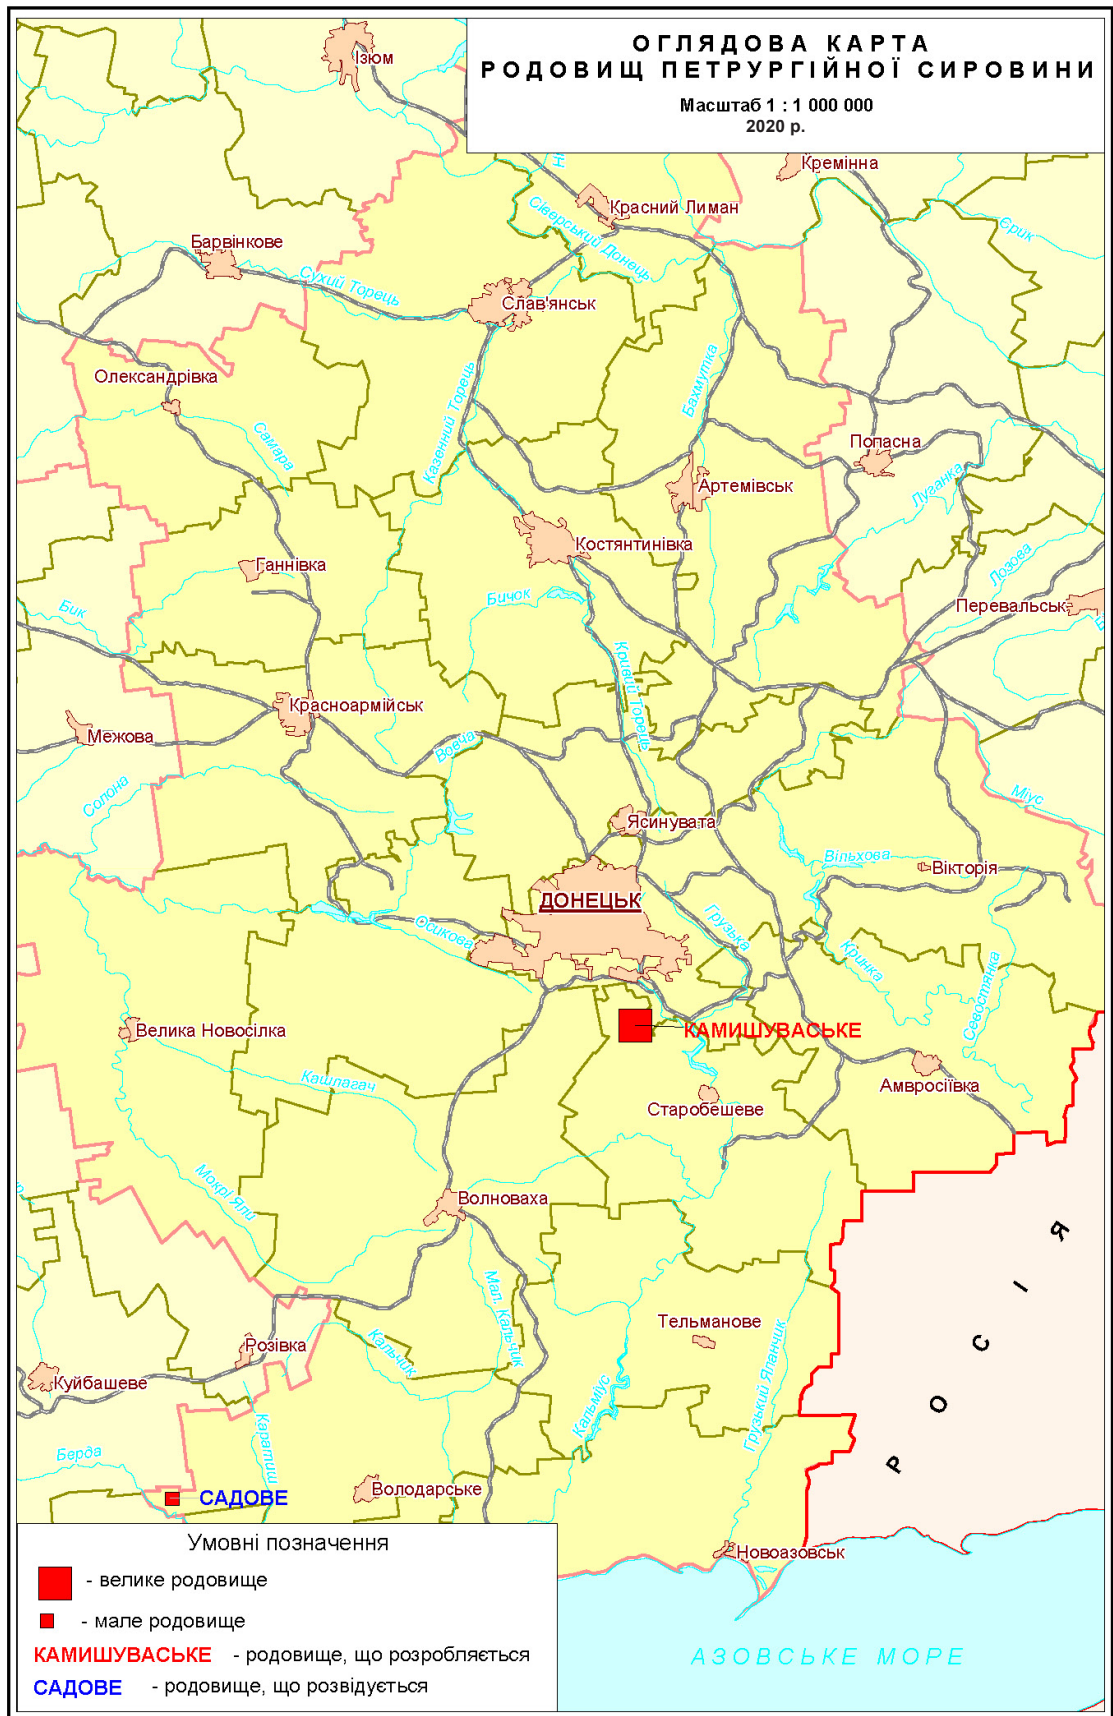 ОГЛЯДОВА КАРТА
РОДОВИЩ ПЕТРУРГІЙНОЇ СИРОВИНИ
Масштаб 1 : 1 000 000
2020 р.
Ізюм
Кремінна
Красний Лиман
Сіверський Донець
Єрик
Барвінкове
Сухий Торець
Слав'янськ
Олександрівка
Бахмутка
Казенний Торець
Самара
Попасна
Луганка
Артемівськ
Костянтинівка
Ганнівка
Лозова
Бичок
Бик
Перевальськ
Кривий Торець
Красноармійськ
Межова
Вовча
Солона
Міус
Ясинувата
Вільхова
Вікторія
ДОНЕЦЬК
Грузька
Осикова
Кринка
Севостянка
Велика Новосілка
КАМИШУВАСЬКЕ
Кашлагач
Амвросіївка
Старобешеве
Мокрі Яли
Волноваха
РОСІЯ
Мал. Кальчик
Тельманове
Розівка
Кальчик
Грузький Яланчик
Куйбашеве
Кальміус
Каратиш
Берда
САДОВЕ
Володарське
Новоазовськ
АЗОВСЬКЕ МОРЕ
Умовні позначення
- велике родовище
- мале родовище
КАМИШУВАСЬКЕ - родовище, що розробляється
САДОВЕ - родовище, що розвідується